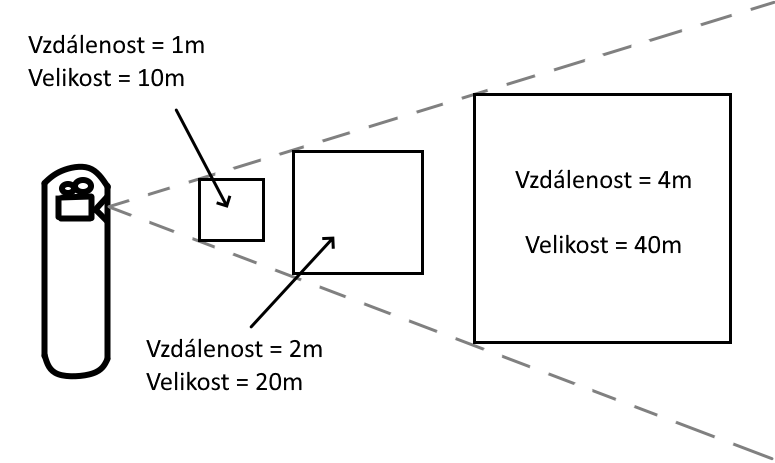 Vzdálenost = 1m
Velikost = 10m
Vzdálenost = 4m
Velikost = 40m
Vzdálenost = 2m
Velikost = 20m